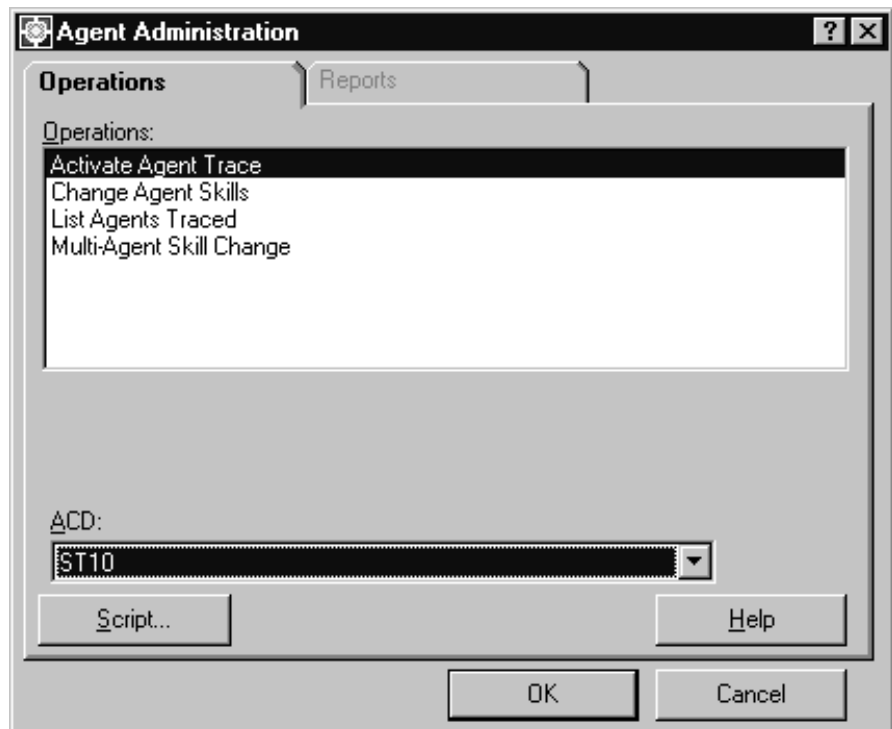 Agent Administration
Operations
Reports
Operations:
Activate Agent Trace
Change Agent Skills
List Agents Traced
Multi-Agent Skill Change
ACD:
ST10
Script...
Help
OK
Cancel